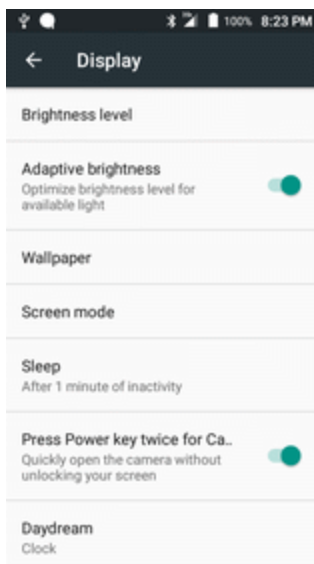 100% 8:23 PM
Display
Brightness level
Adaptive brightness
Optimize brightness level for
available light
Wallpaper
Screen mode
Sleep
After 1 minute of inactivity
Press Power key twice for Ca..
Quickly open the camera without
unlocking your screen
Daydream
Clock